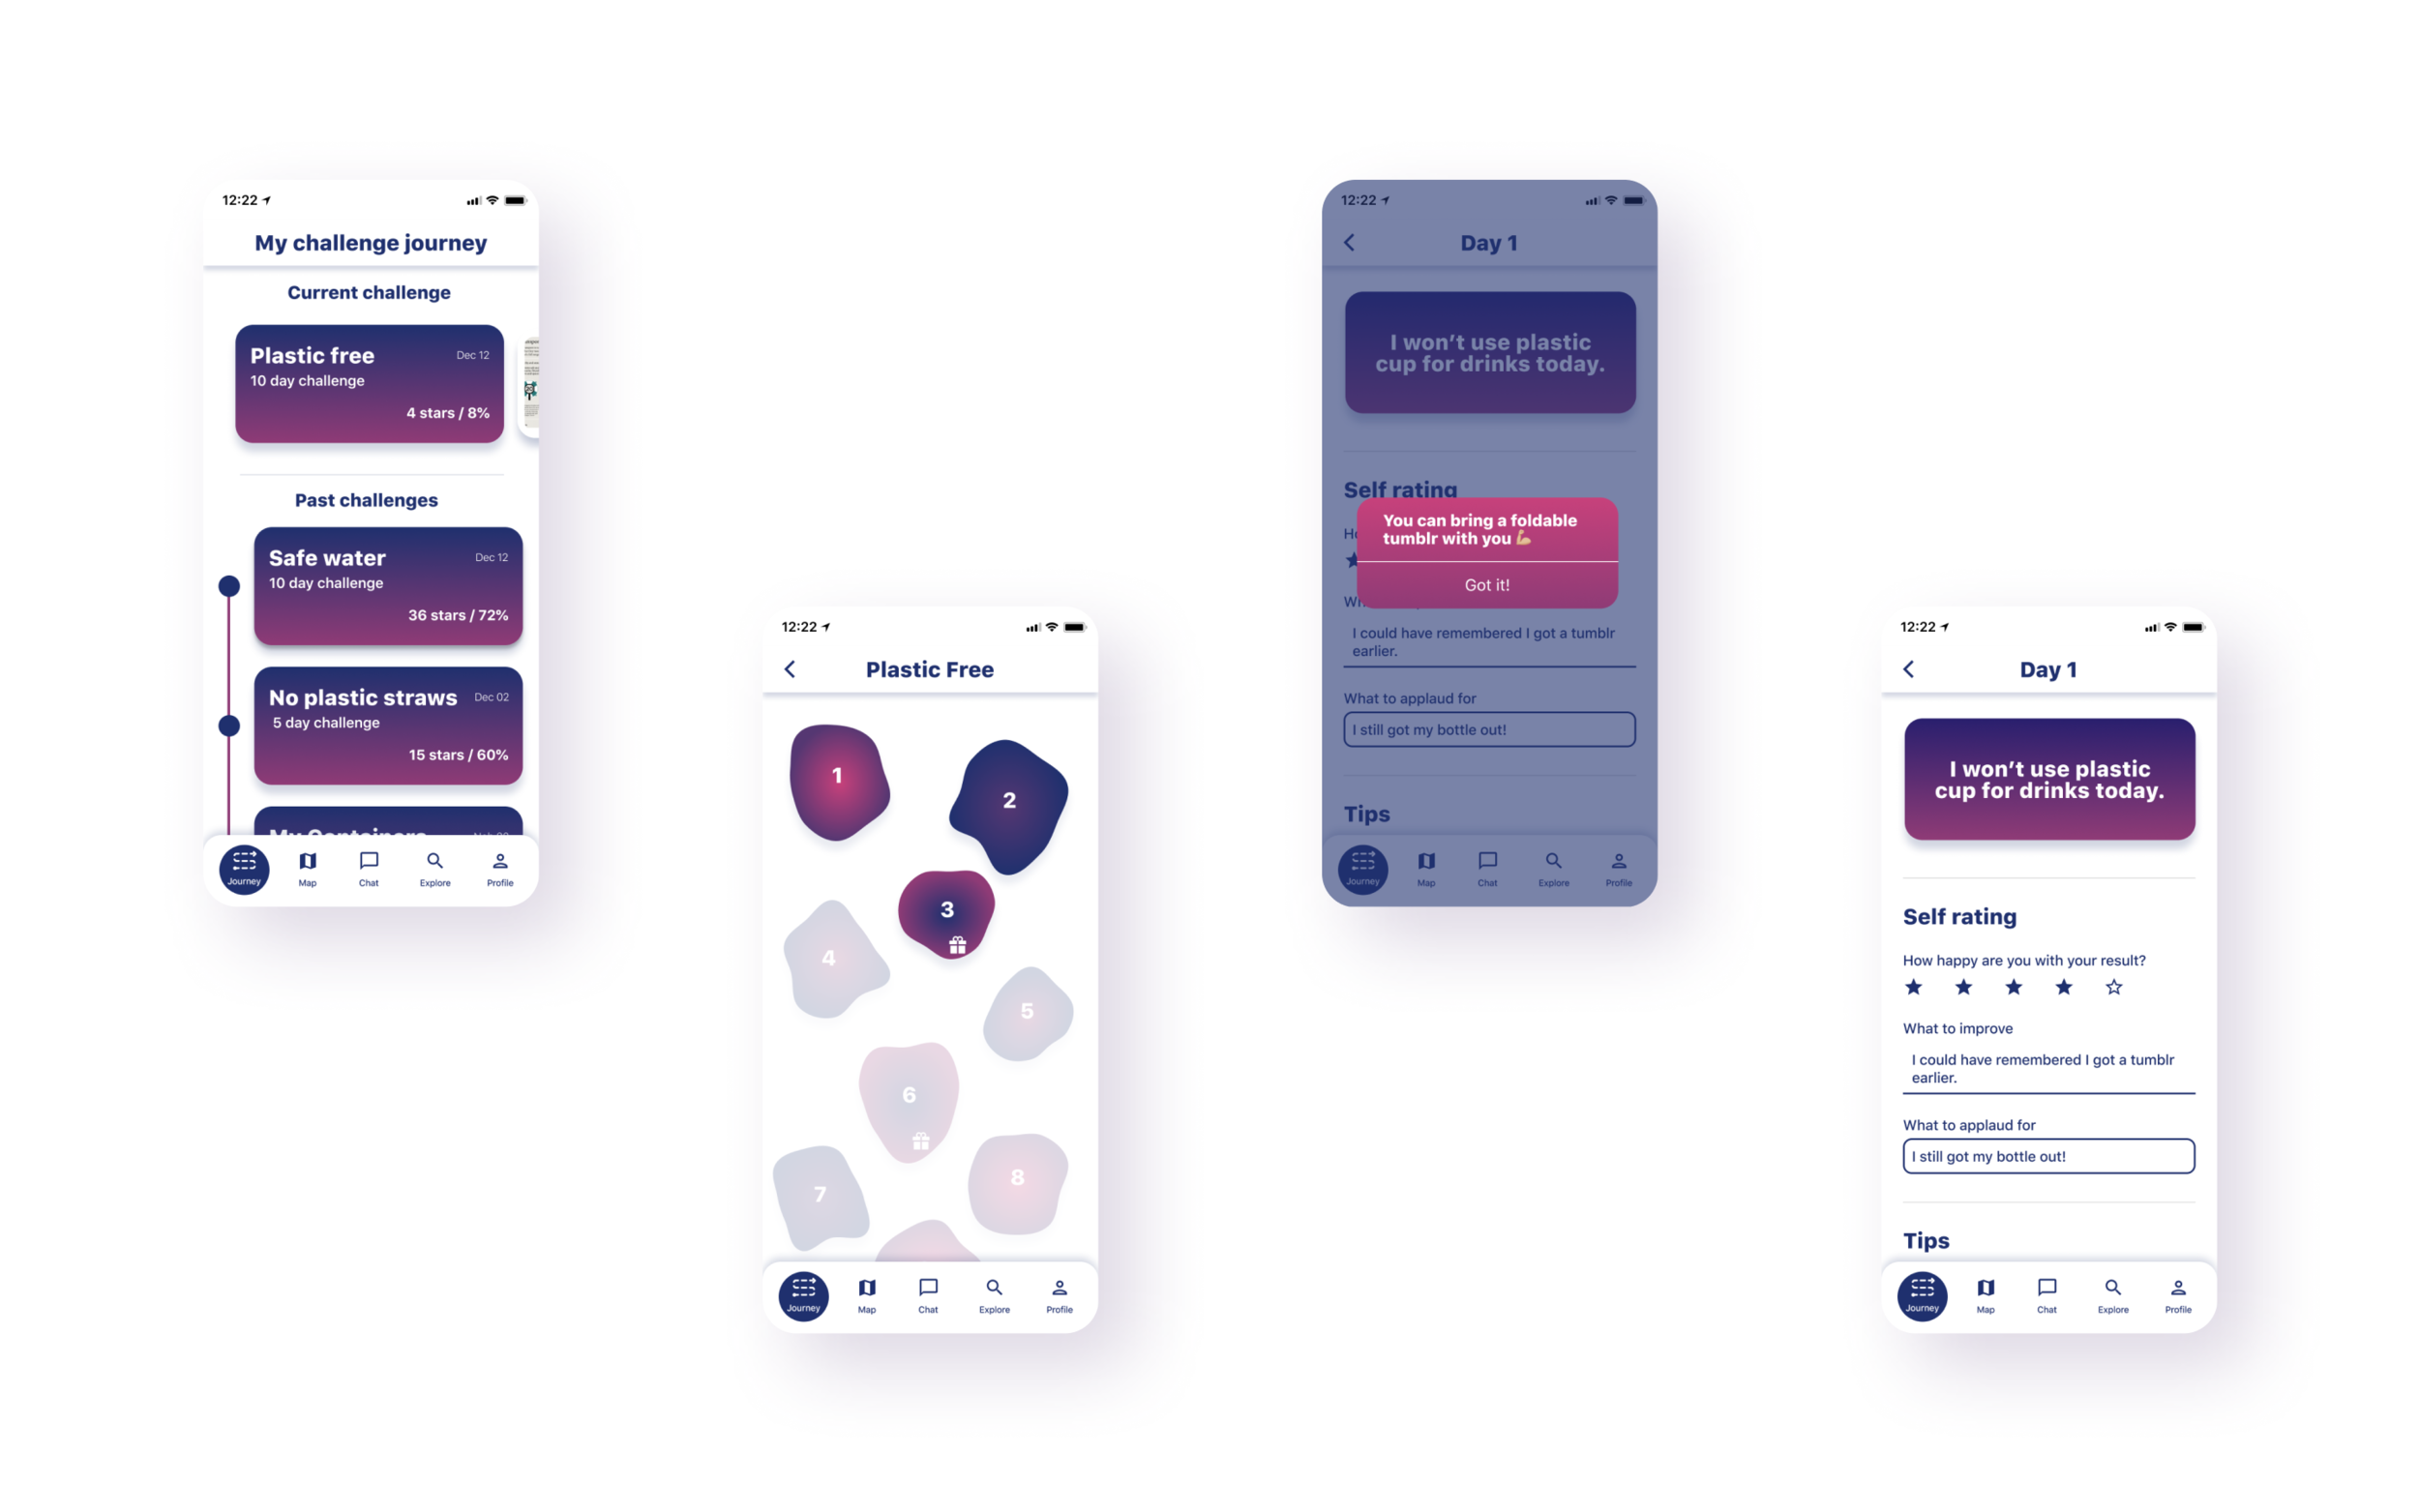 12:22
My challenge journey
Current challenge
Plastic free
Dec 12
10 day challenge
4 stars / 8%
Past challenges
Safe water
Dec 12
10 day challenge
36 stars / 72%
No plastic straws
Dec 02
5 day challenge
15 stars / 60%
My Containers
Journey
Map
Chat
Explore
Profile
12:22
Plastic Free
1
2
3
4
5
6
7
8
Journey
Map
Chat
Explore
Profile
12:22
Day 1
I won’t use plastic
cup for drinks today.
Self rating
You can bring a foldable
tumblr with you 💪🏼
Got it!
I could have remembered I got a tumblr
earlier.
What to applaud for
I still got my bottle out!
Tips
Journey
Map
Chat
Explore
Profile
12:22
Day 1
I won’t use plastic
cup for drinks today.
Self rating
How happy are you with your result?
What to improve
I could have remembered I got a tumblr
earlier.
What to applaud for
I still got my bottle out!
Tips
Journey
Map
Chat
Explore
Profile